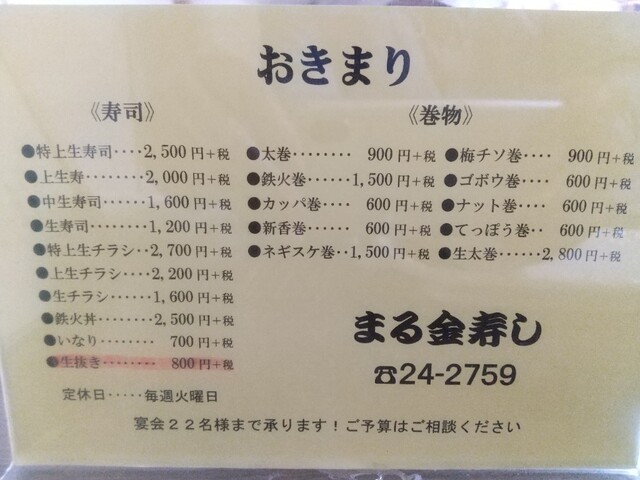 おきまり
《寿司》
●特上生寿司････2,500円+税
●上生寿････････2,000円+税
●中生寿司･･････1,600円+税
●生寿司････････1,200円+税
●特上生チラシ･･2,700円+税
●上生チラシ････2,200円+税
●生チラシ･･････1,600円+税
●鉄火丼････････2,500円+税
●いなり････････ 700円+税
●生抜き････････ 800円+税
定休日･････毎週火曜日
《巻物》
●太巻････････ 900円+税
●鉄火巻･･････1,500円+税
●カッパ巻････ 600円+税
●新香巻･･････ 600円+税
●ネギスケ巻･･1,500円+税
●梅チソ巻････ 900円+税
●ゴボウ巻････ 600円+税
●ナット巻････ 600円+税
●てっぽう巻･･ 600円+税
●生太巻･･････2,800円+税
まる金寿し
☎24-2759
宴会22名様まで承ります!ご予算はご相談ください